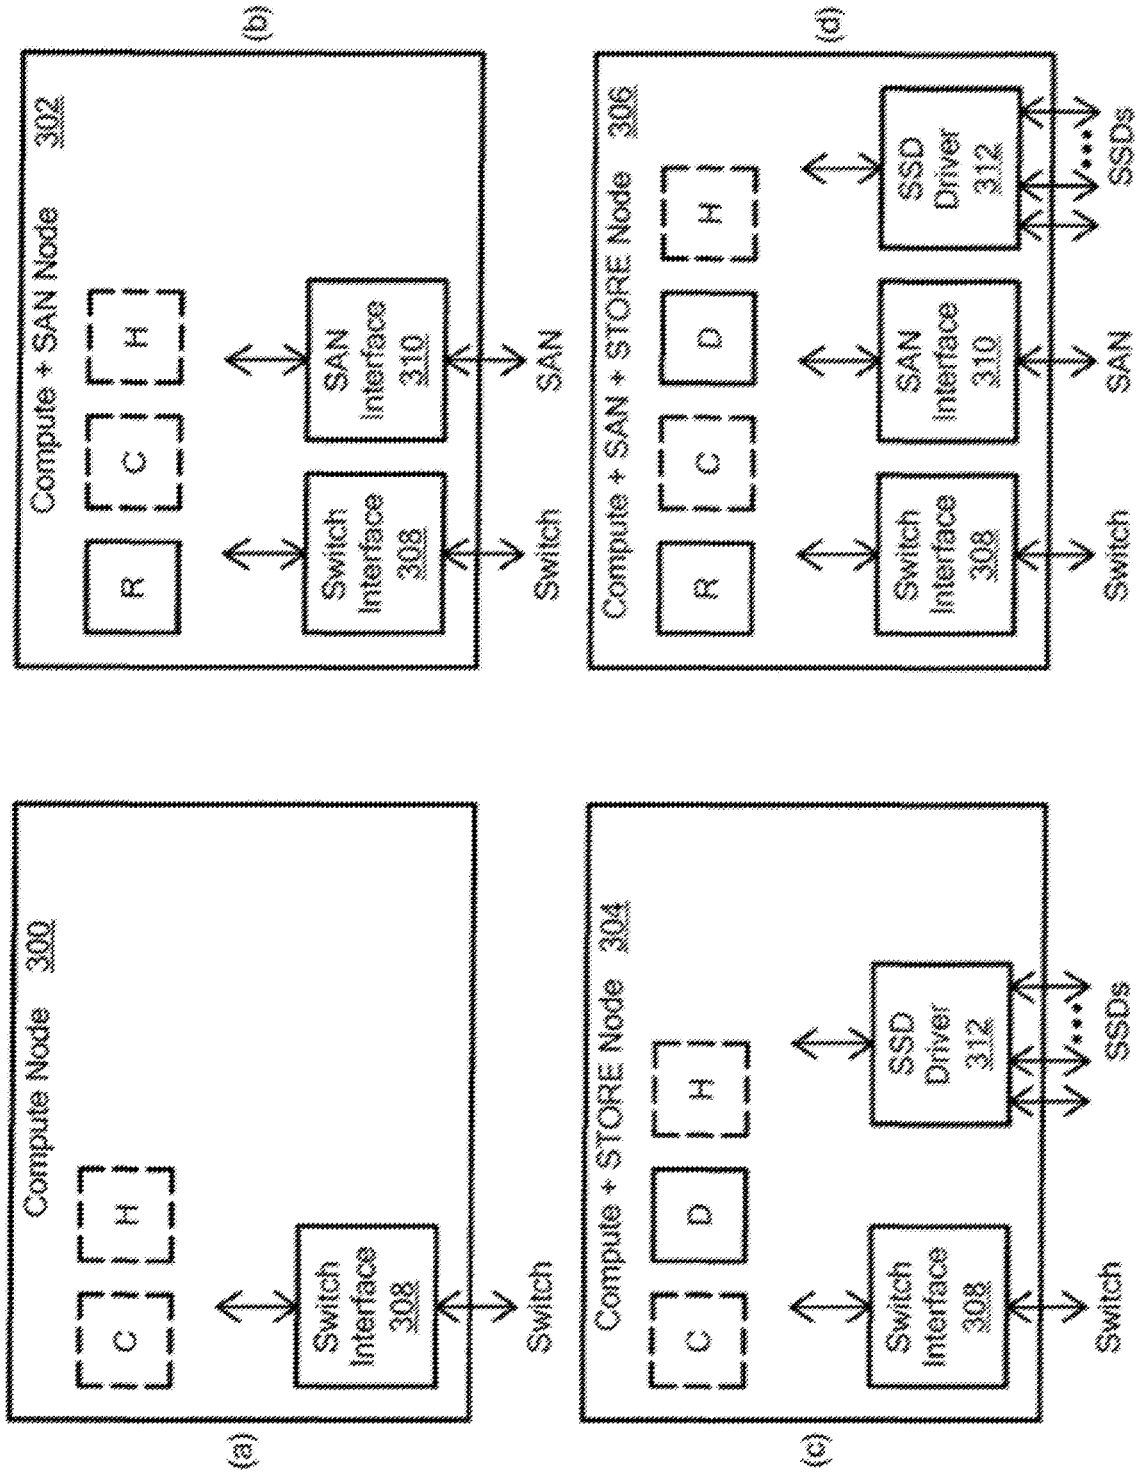 (a)
Compute Node 300
C
H
Switch
Interface
308
Switch
(b)
Compute + SAN Node 302
R
C
H
Switch
Interface
308
SAN
Interface
310
Switch
SAN
(c)
Compute + STORE Node 304
C
D
H
Switch
Interface
308
SSD
Driver
312
Switch
SSDs
(d)
Compute + SAN + STORE Node 306
R
C
D
H
Switch
Interface
308
SAN
Interface
310
SSD
Driver
312
Switch
SAN
SSDs